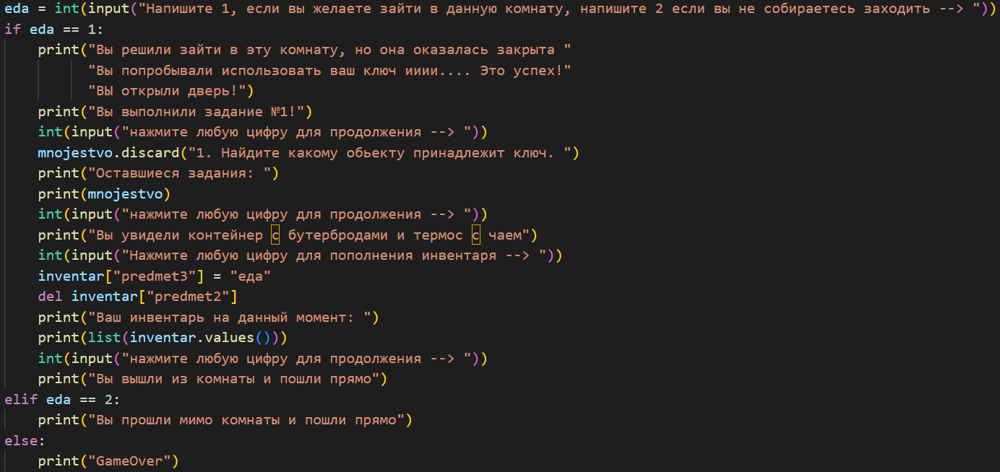 eda = int(input("Напишите 1, если вы желаете зайти в данную комнату, напишите 2 если вы не собираетесь заходить --> "))
if eda == 1:
    print("Вы решили зайти в эту комнату, но она оказалась закрыта "
          "Вы попробывали использовать ваш ключ ииии.... Это успех!"
          "ВЫ открыли дверь!")
    print("Вы выполнили задание №1!")
    int(input("нажмите любую цифру для продолжения --> "))
    mnojestvo.discard("1. Найдите какому обьекту принадлежит ключ. ")
    print("Оставшиеся задания: ")
    print(mnojestvo)
    int(input("нажмите любую цифру для продолжения --> "))
    print("Вы увидели контейнер c бутербродами и термос c чаем")
    int(input("Нажмите любую цифру для пополнения инвентаря --> "))
    inventar["predmet3"] = "еда"
    del inventar["predmet2"]
    print("Ваш инвентарь на данный момент: ")
    print(list(inventar.values()))
    int(input("нажмите любую цифру для продолжения --> "))
    print("Вы вышли из комнаты и пошли прямо")
elif eda == 2:
    print("Вы прошли мимо комнаты и пошли прямо")
else:
    print("GameOver")